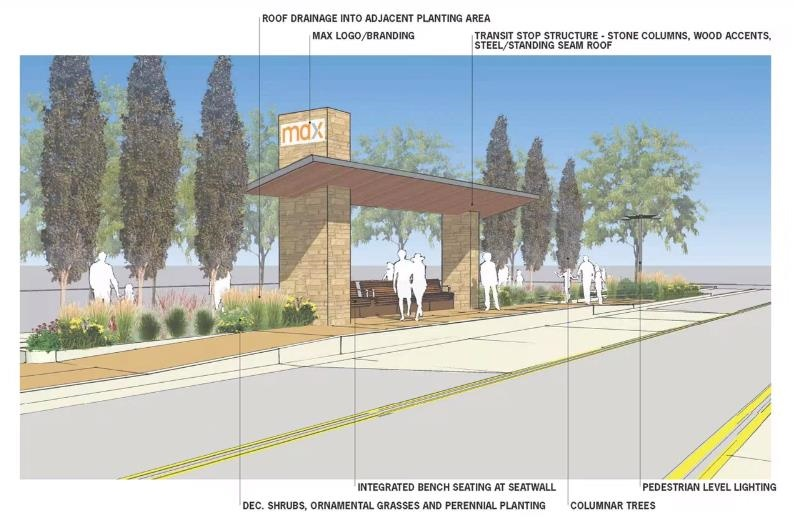 ROOF DRAINAGE INTO ADJACENT PLANTING AREA
MAX LOGO/BRANDING
TRANSIT STOP STRUCTURE - STONE COLUMNS, WOOD ACCENTS,
STEEL/STANDING SEAM ROOF
max
INTEGRATED BENCH SEATING AT SEATWALL
PEDESTRIAN LEVEL LIGHTING
DEC. SHRUBS, ORNAMENTAL GRASSES AND PERENNIAL PLANTING
COLUMNAR TREES